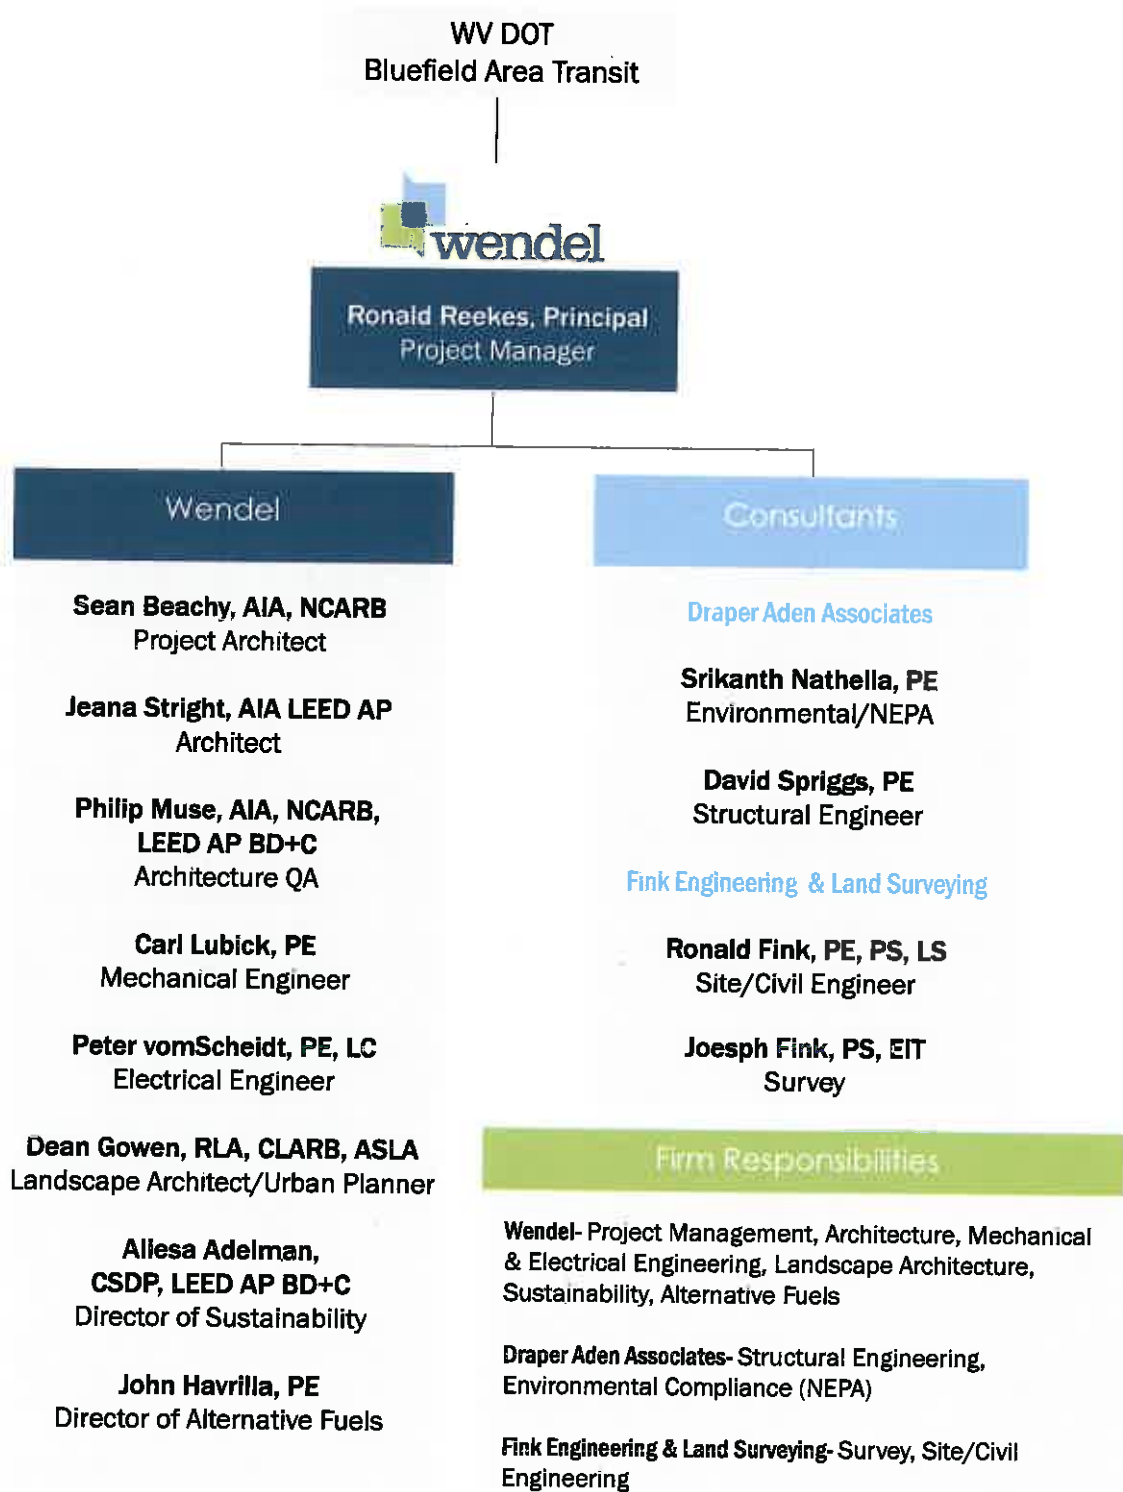 WV DOT
Bluefield Area Transit
wendel
Ronald Reekes, Principal
Project Manager
Wendel
Sean Beachy, AIA, NCARB
Project Architect
Jeana Stright, AIA LEED AP
Architect
Philip Muse, AIA, NCARB,
LEED AP BD+C
Architecture QA
Carl Lubick, PE
Mechanical Engineer
Peter vomScheidt, PE, LC
Electrical Engineer
Dean Gowen, RLA, CLARB, ASLA
Landscape Architect/Urban Planner
Aliesa Adelman,
CSDP, LEED AP BD+C
Director of Sustainability
John Havrilla, PE
Director of Alternative Fuels
Consultants
Draper Aden Associates
Srikanth Nathella, PE
Environmental/NEPA
David Spriggs, PE
Structural Engineer
Fink Engineering & Land Surveying
Ronald Fink, PE, PS, LS
Site/Civil Engineer
Joesph Fink, PS, EIT
Survey
Firm Responsibilities
Wendel- Project Management, Architecture, Mechanical
& Electrical Engineering, Landscape Architecture,
Sustainability, Alternative Fuels
Draper Aden Associates- Structural Engineering,
Environmental Compliance (NEPA)
Fink Engineering & Land Surveying- Survey, Site/Civil
Engineering